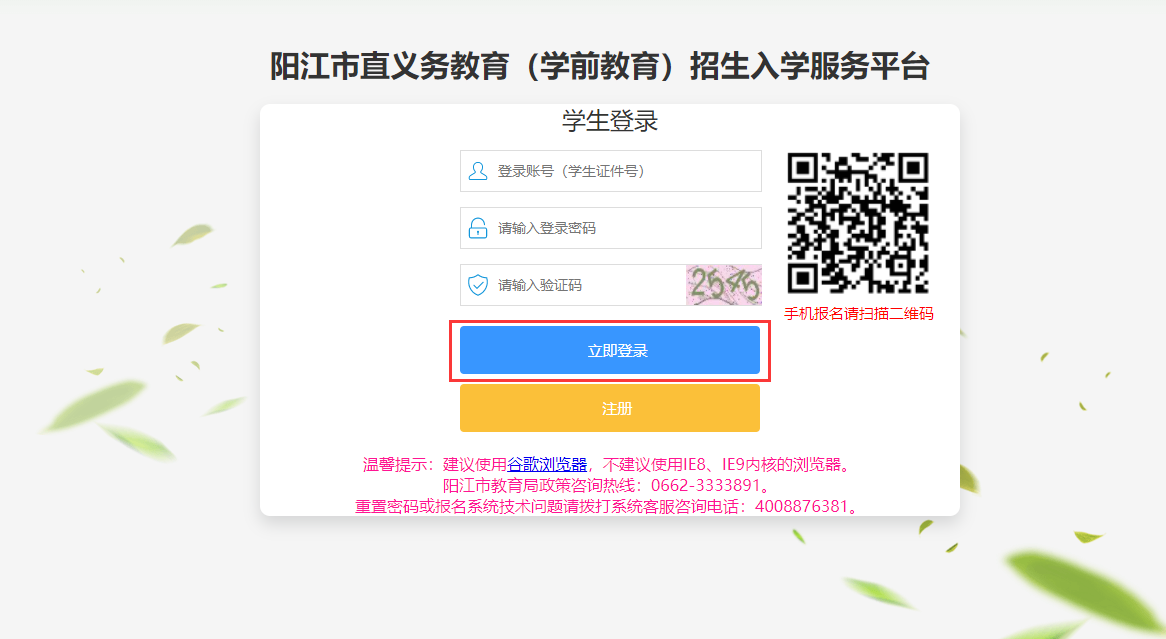 阳江市直义务教育（学前教育）招生入学服务平台
学生登录
登录账号（学生证件号）
请输入登录密码
请输入验证码
2545
手机报名请扫描二维码
立即登录
注册
温馨提示：建议使用谷歌浏览器，不建议使用IE8、IE9内核的浏览器。
阳江市教育局政策咨询热线：0662-3333891。
重置密码或报名系统技术问题请拨打系统客服咨询电话：4008876381。